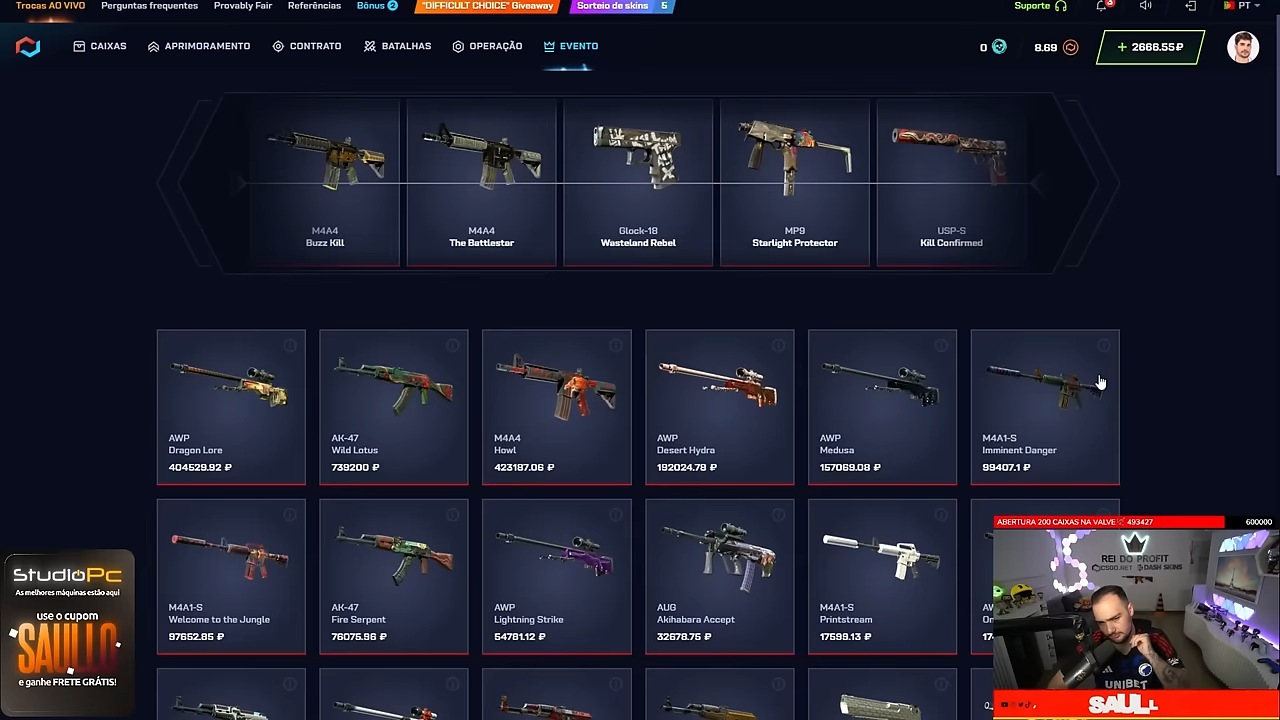 Trocas AO VIVO Perguntas frequentes Provably Fair Referências Bônus 2 "DIFFICULT CHOICE" Giveaway Sorteio de skins 5 Suporte 3 PT
CAIXAS APRIMORAMENTO CONTRATO BATALHAS OPERAÇÃO EVENTO 0 8.69 + 2666.55 ₽
M4A4 M4A4 Glock-18 MP9 USP-S
Buzz Kill The Battlestar Wasteland Rebel Starlight Protector Kill Confirmed
AWP AK-47 M4A4 AWP AWP M4A1-S
Dragon Lore Wild Lotus Howl Desert Hydra Medusa Imminent Danger
404529.92 ₽ 739200 ₽ 423187.06 ₽ 192024.78 ₽ 157069.08 ₽ 99407.1 ₽
M4A1-S AK-47 AWP AUG M4A1-S
Welcome to the Jungle Fire Serpent Lightning Strike Akihabara Accept Printstream
97652.85 ₽ 76075.96 ₽ 54781.12 ₽ 32678.75 ₽ 17599.13 ₽
StudioPc
As melhores máquinas estão aqui
use o cupom
SAULLO
e ganhe FRETE GRÁTIS!
ABERTURA 200 CAIXAS NA VALVE 493427 600000
REI DO PROFIT
CSGO.NET DASH SKINS
UNIBET
SAULL